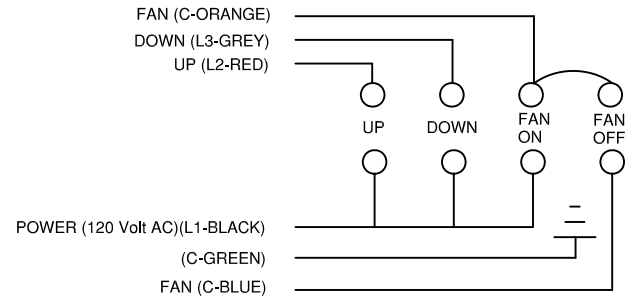 FAN (C-ORANGE)
DOWN (L3-GREY)
UP (L2-RED)
UP
DOWN
FAN
ON
FAN
OFF
POWER (120 Volt AC)(L1-BLACK)
(C-GREEN)
FAN (C-BLUE)